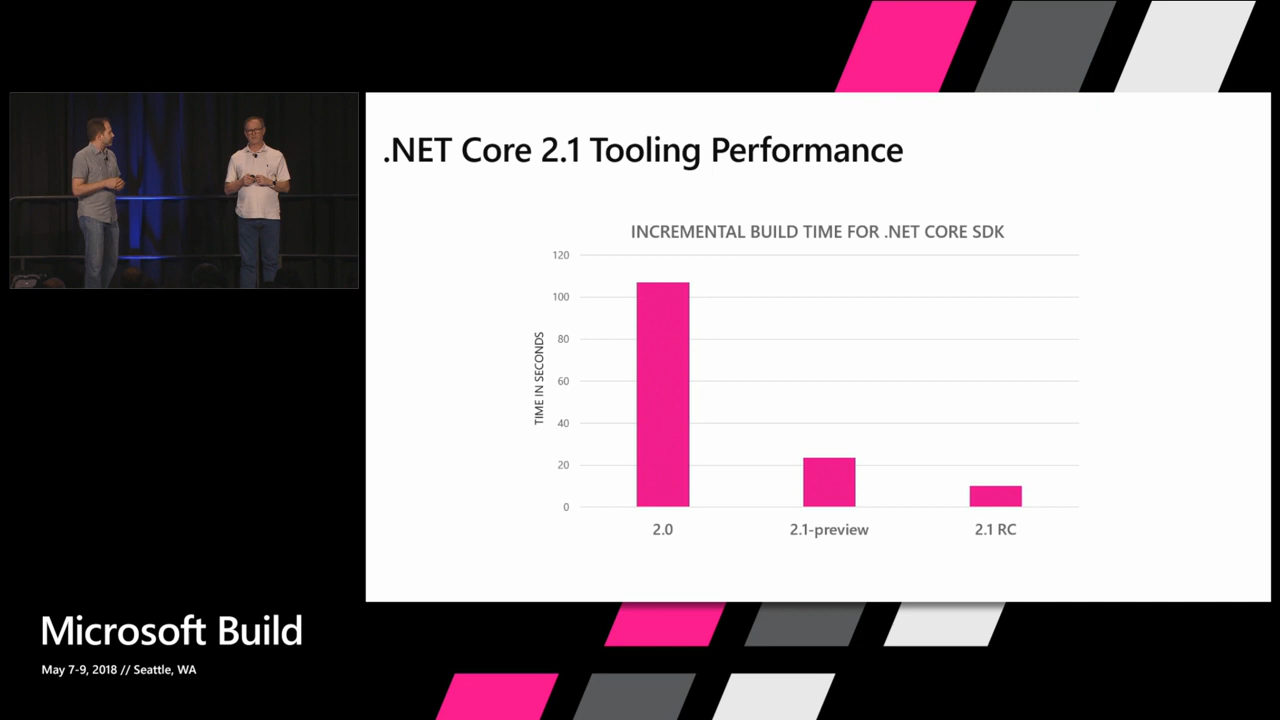 .NET Core 2.1 Tooling Performance
INCREMENTAL BUILD TIME FOR .NET CORE SDK
TIME IN SECONDS
120
100
80
60
40
20
0
2.0
2.1-preview
2.1 RC
Microsoft Build
May 7-9, 2018 // Seattle, WA